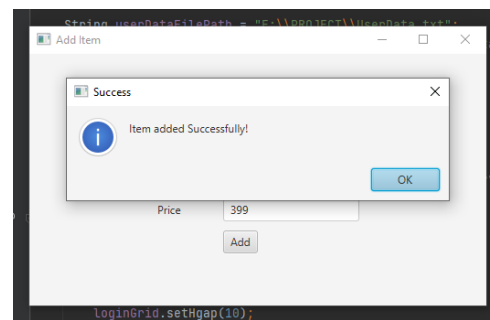 String userDataFilePath = "E:\\PROJECT\\UserData.txt";
Add Item
Success
Item added Successfully!
OK
Price
399
Add
loginGrid.setHgap(10);